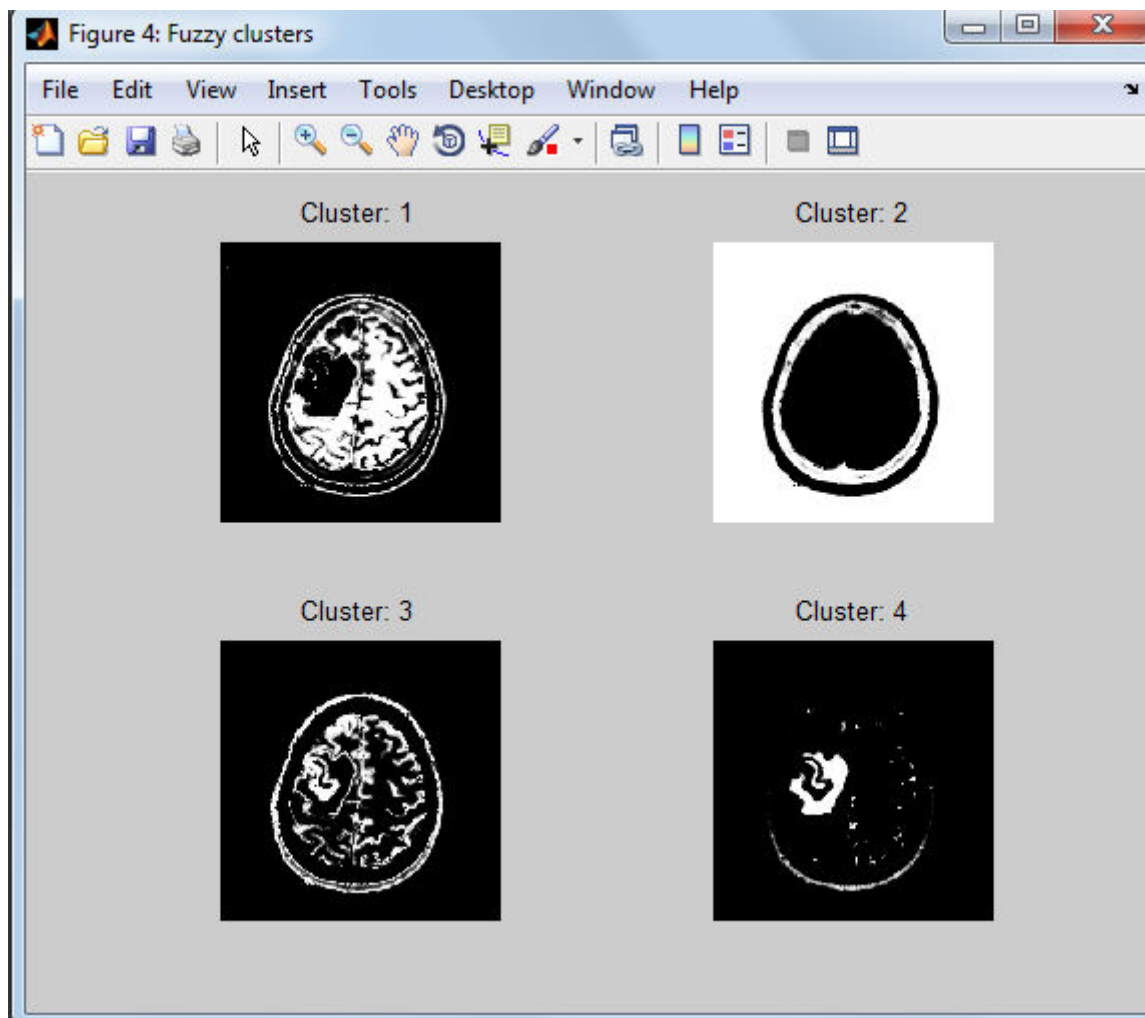 Figure 4: Fuzzy clusters
File Edit View Insert Tools Desktop Window Help
Cluster: 1 Cluster: 2
Cluster: 3 Cluster: 4